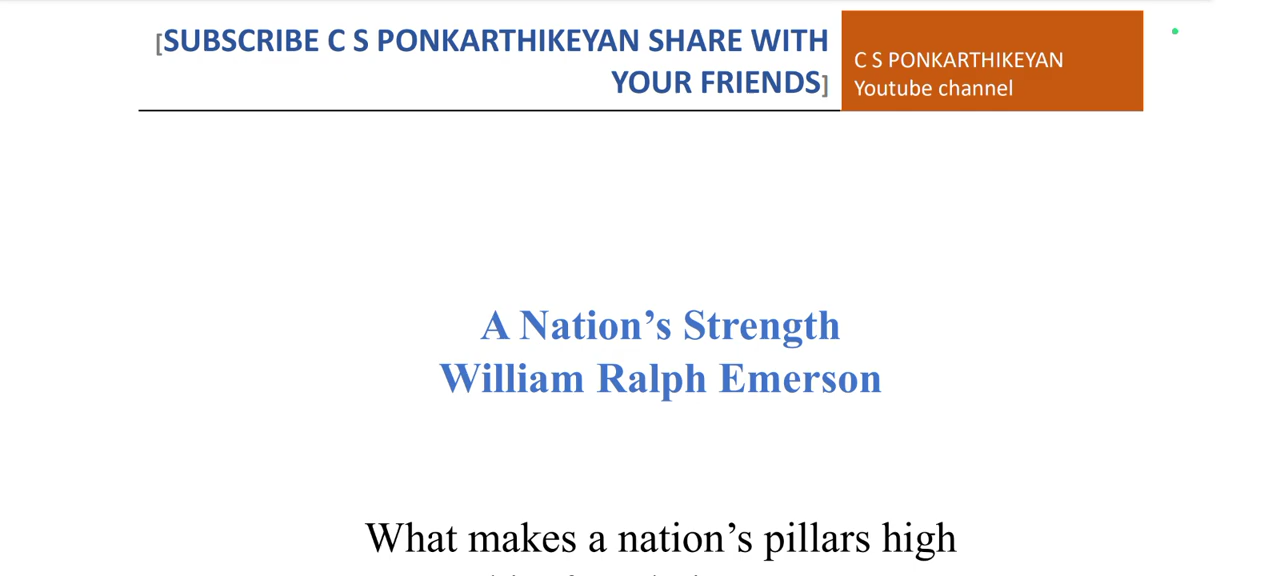 [SUBSCRIBE C S PONKARTHIKEYAN SHARE WITH
YOUR FRIENDS]
C S PONKARTHIKEYAN
Youtube channel
A Nation’s Strength
William Ralph Emerson
What makes a nation’s pillars high